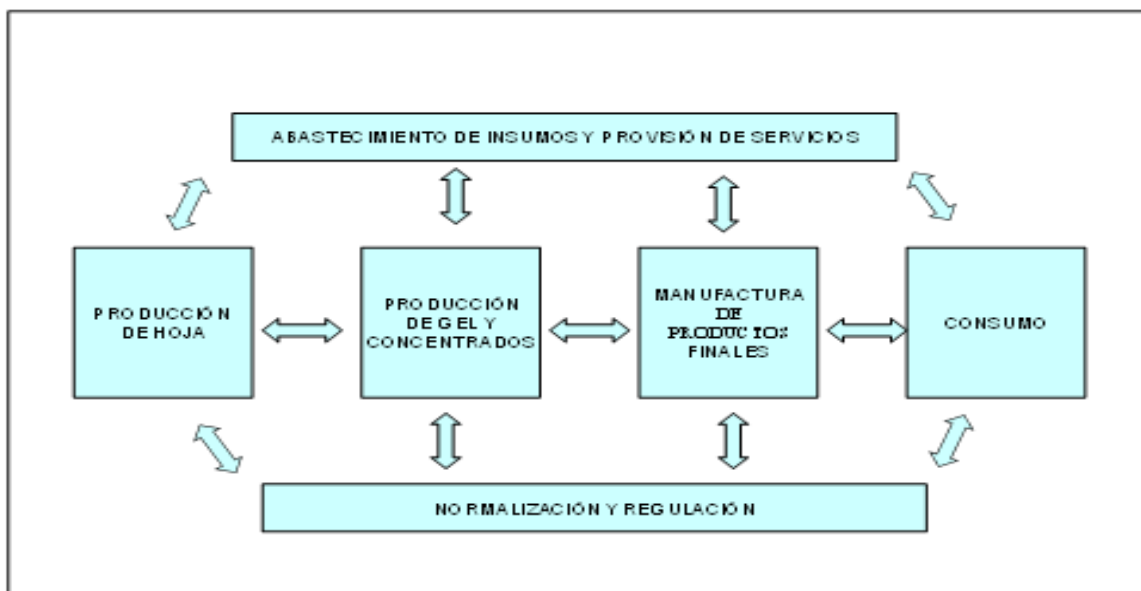 ABASTECIMIENTO DE INSUMOS Y PROVISIÓN DE SERVICIOS
PRODUCCIÓN
DE HOJA
PRODUCCIÓN
DE GEL Y
CONCENTRADOS
MANUFACTURA
DE
PRODUCTOS
FINALES
CONSUMO
NORMALIZACIÓN Y REGULACIÓN